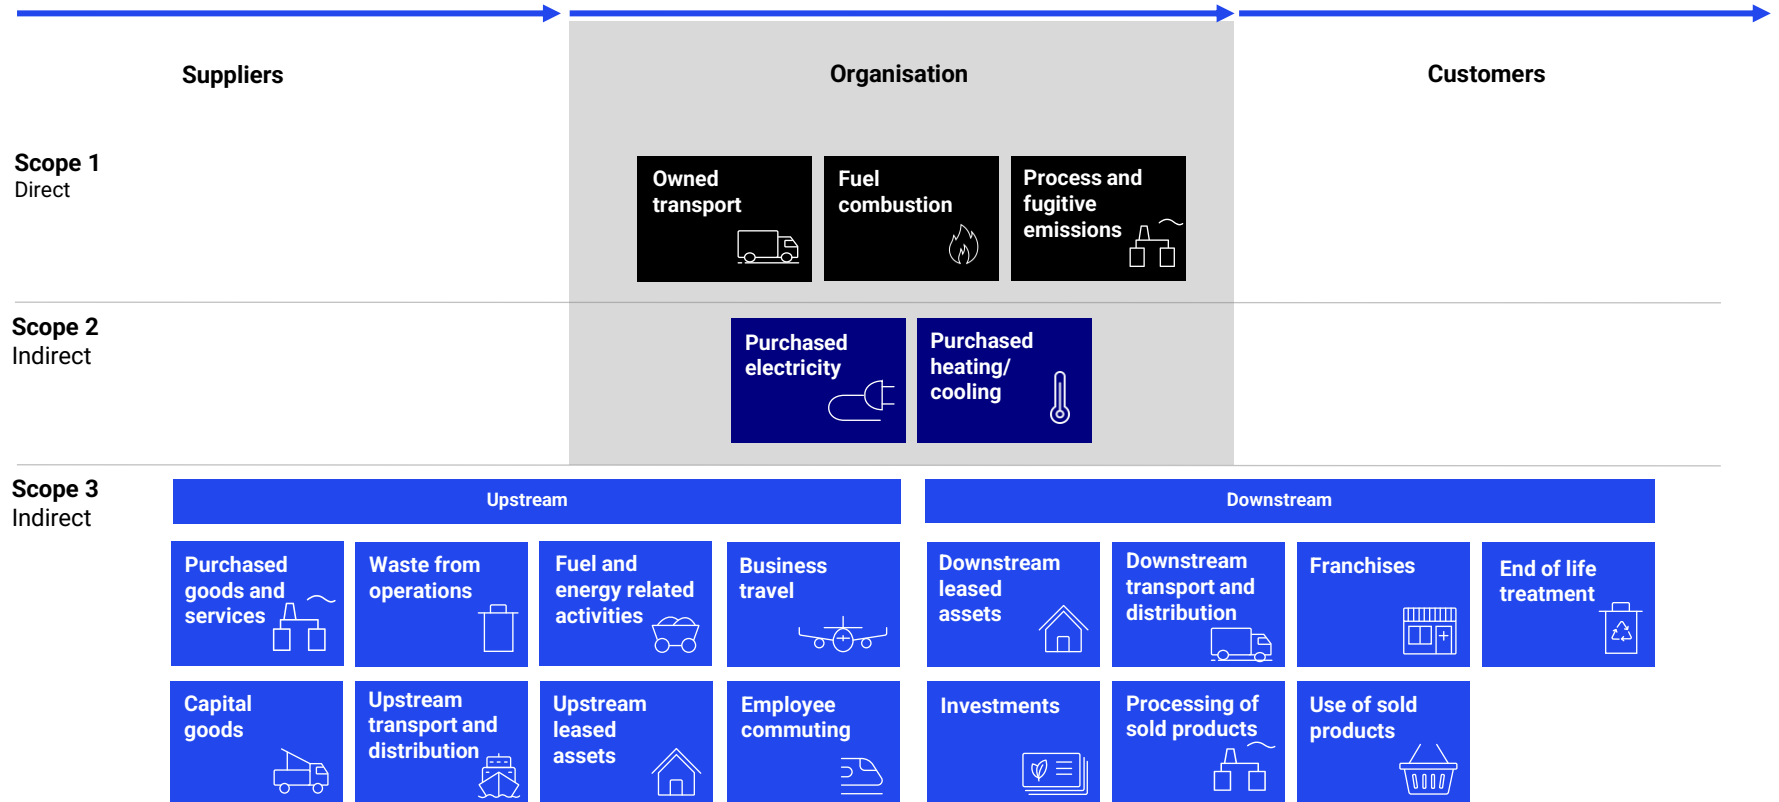 Suppliers
Organisation
Customers
Scope 1
Direct
Owned
transport
Fuel
combustion
Process and
fugitive
emissions
Scope 2
Indirect
Purchased
electricity
Purchased
heating/
cooling
Scope 3
Indirect
Upstream
Downstream
Purchased
goods and
services
Waste from
operations
Fuel and
energy related
activities
Business
travel
Downstream
leased
assets
Downstream
transport and
distribution
Franchises
End of life
treatment
Capital
goods
Upstream
transport and
distribution
Upstream
leased
assets
Employee
commuting
Investments
Processing of
sold products
Use of sold
products